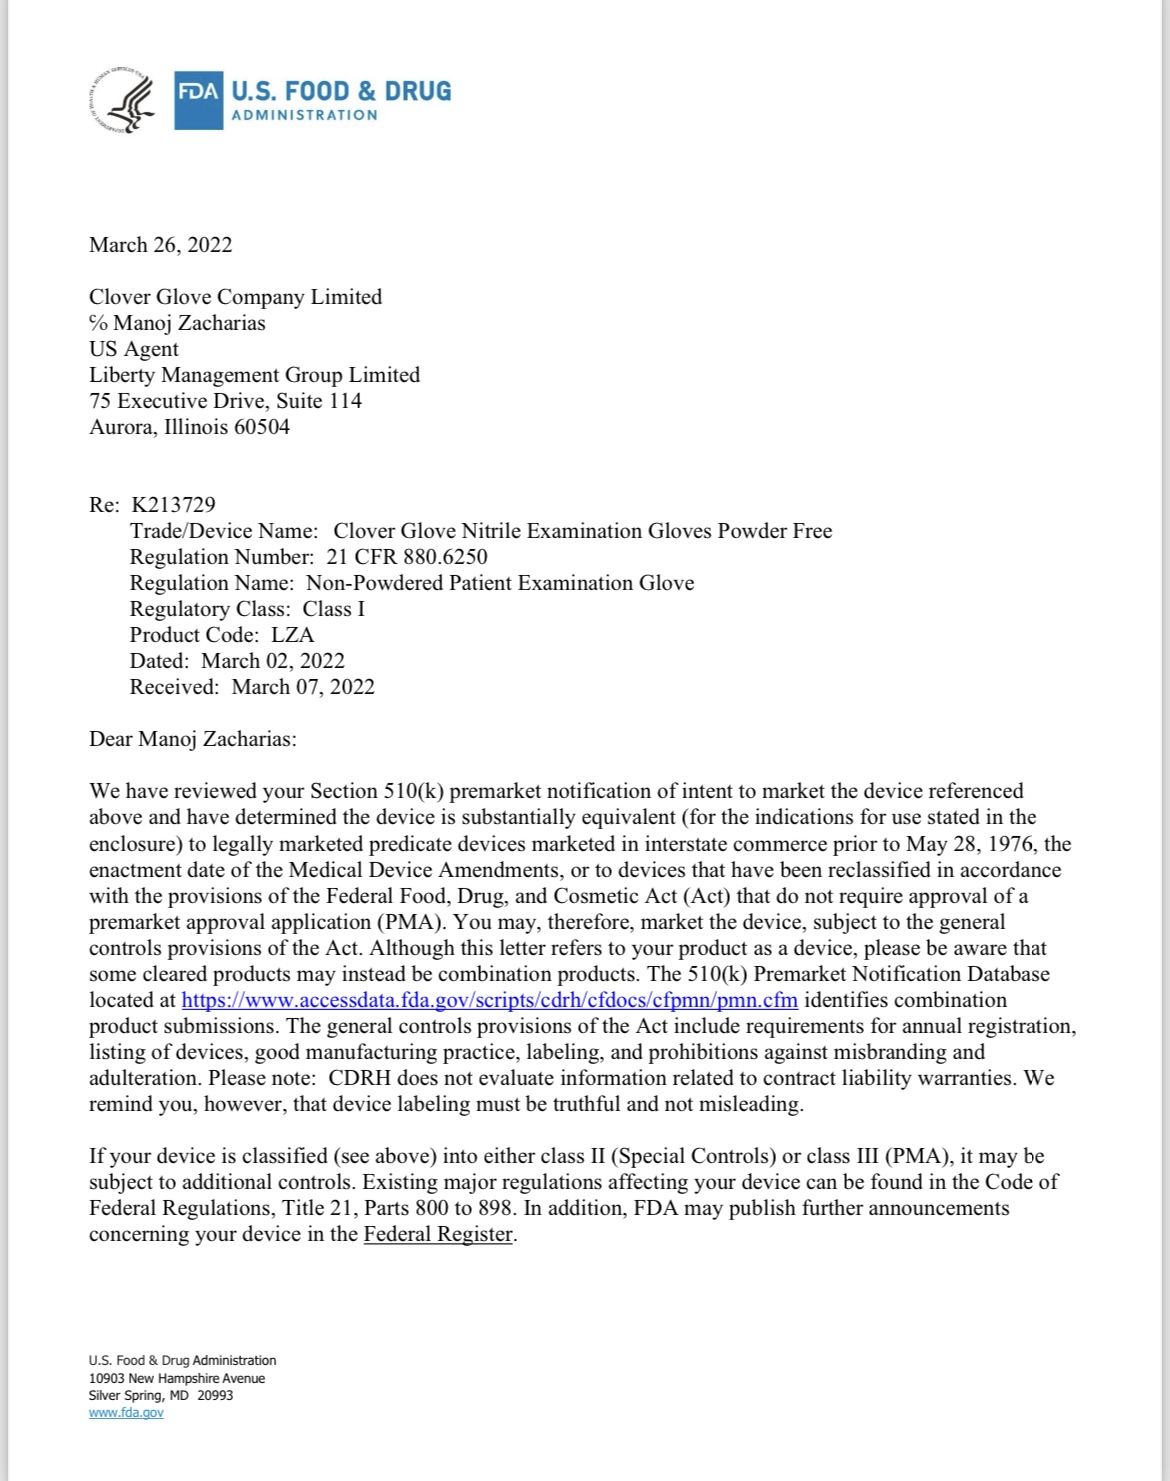 FDA U.S. FOOD & DRUG
ADMINISTRATION
March 26, 2022
Clover Glove Company Limited
℅ Manoj Zacharias
US Agent
Liberty Management Group Limited
75 Executive Drive, Suite 114
Aurora, Illinois 60504
Re: K213729
Trade/Device Name: Clover Glove Nitrile Examination Gloves Powder Free
Regulation Number: 21 CFR 880.6250
Regulation Name: Non-Powdered Patient Examination Glove
Regulatory Class: Class I
Product Code: LZA
Dated: March 02, 2022
Received: March 07, 2022
Dear Manoj Zacharias:
We have reviewed your Section 510(k) premarket notification of intent to market the device referenced
above and have determined the device is substantially equivalent (for the indications for use stated in the
enclosure) to legally marketed predicate devices marketed in interstate commerce prior to May 28, 1976, the
enactment date of the Medical Device Amendments, or to devices that have been reclassified in accordance
with the provisions of the Federal Food, Drug, and Cosmetic Act (Act) that do not require approval of a
premarket approval application (PMA). You may, therefore, market the device, subject to the general
controls provisions of the Act. Although this letter refers to your product as a device, please be aware that
some cleared products may instead be combination products. The 510(k) Premarket Notification Database
located at https://www.accessdata.fda.gov/scripts/cdrh/cfdocs/cfpmn/pmn.cfm identifies combination
product submissions. The general controls provisions of the Act include requirements for annual registration,
listing of devices, good manufacturing practice, labeling, and prohibitions against misbranding and
adulteration. Please note: CDRH does not evaluate information related to contract liability warranties. We
remind you, however, that device labeling must be truthful and not misleading.
If your device is classified (see above) into either class II (Special Controls) or class III (PMA), it may be
subject to additional controls. Existing major regulations affecting your device can be found in the Code of
Federal Regulations, Title 21, Parts 800 to 898. In addition, FDA may publish further announcements
concerning your device in the Federal Register.
U.S. Food & Drug Administration
10903 New Hampshire Avenue
Silver Spring, MD 20993
www.fda.gov